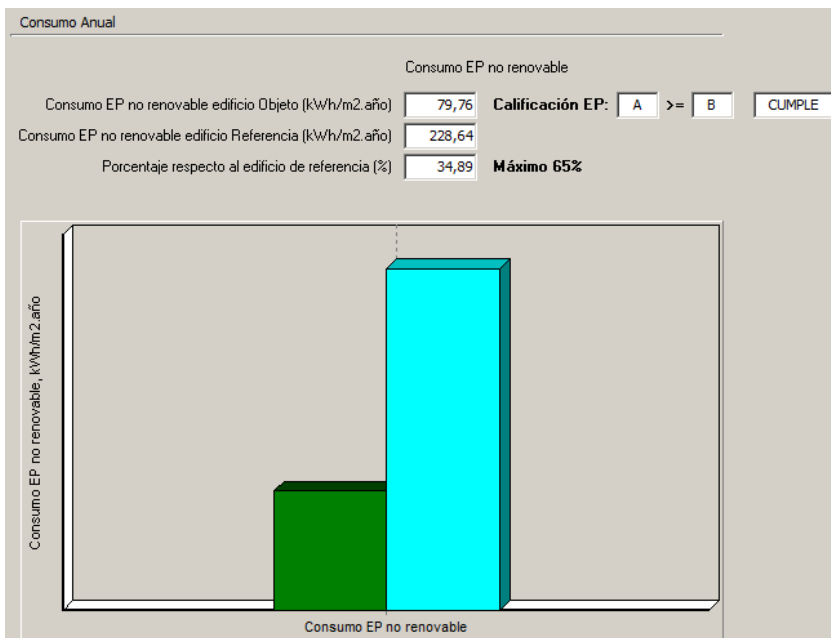 Consumo Anual
Consumo EP no renovable
Consumo EP no renovable edificio Objeto (kWh/m2.año) 79,76 Calificación EP: A >= B CUMPLE
Consumo EP no renovable edificio Referencia (kWh/m2.año) 228,64
Porcentaje respecto al edificio de referencia (%) 34,89 Máximo 65%
Consumo EP no renovable, kWh/m2.año
Consumo EP no renovable